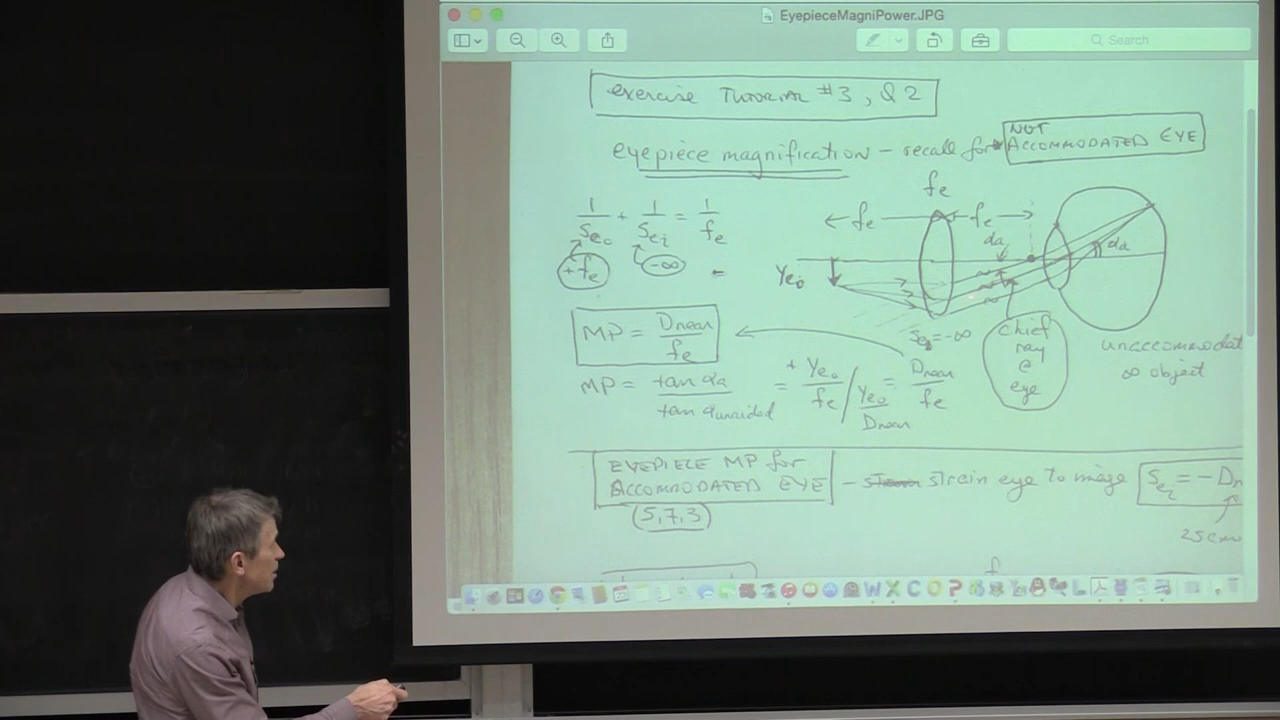 EyepieceMagniPower.JPG
Search
exercise TUTORIAL #3, Q2
eyepiece magnification – recall for NOT ACCOMMODATED EYE
1/Seo + 1/Sei = 1/fe
+fe -∞
fe
fe fe
Yeo
dα dα
MP = Dnear/fe
Sei = -∞
chief
ray
@
eye
unaccommodat
∞ object
MP = tan αa / tan αunaided = + Yeo/fe / Yeo/Dnear = Dnear/fe
EYEPIECE MP for
ACCOMMODATED EYE
– strain eye to image
Sei = -Dn
(5,7,3)
25cm